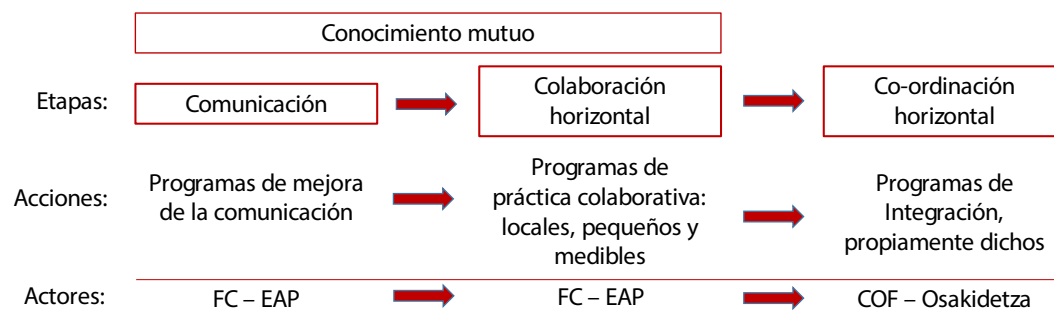 Conocimiento mutuo
Etapas:
Comunicación
Colaboración
horizontal
Co-ordinación
horizontal
Acciones:
Programas de mejora
de la comunicación
Programas de
práctica colaborativa:
locales, pequeños y
medibles
Programas de
Integración,
propiamente dichos
Actores:
FC – EAP
FC – EAP
COF – Osakidetza